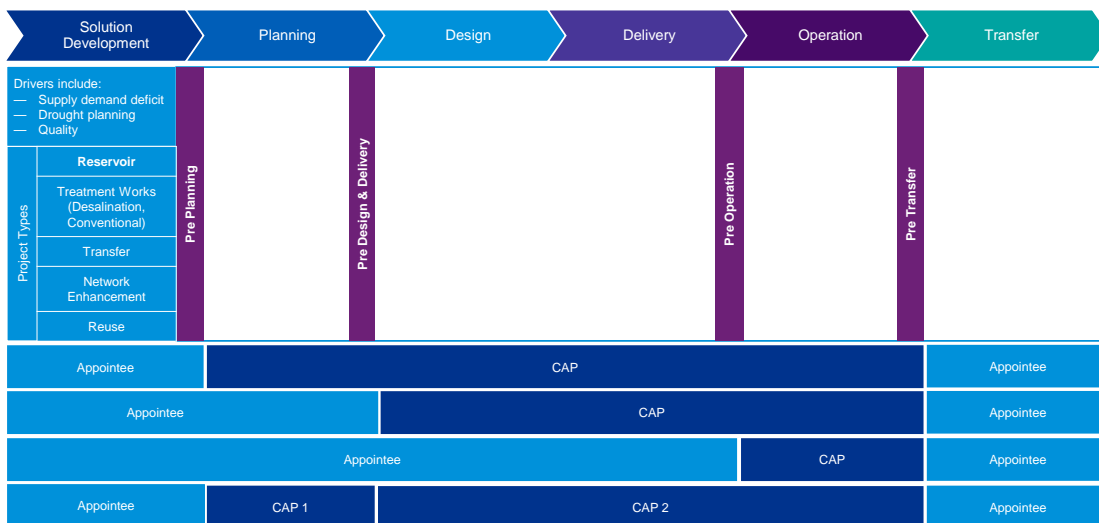 Solution
Development
Planning
Design
Delivery
Operation
Transfer
Drivers include:
— Supply demand deficit
— Drought planning
— Quality
Project Types
Reservoir
Treatment Works
(Desalination,
Conventional)
Transfer
Network
Enhancement
Reuse
Pre Planning
Pre Design & Delivery
Pre Operation
Pre Transfer
Appointee
CAP
Appointee
Appointee
CAP
Appointee
Appointee
CAP
Appointee
Appointee
CAP 1
CAP 2
Appointee